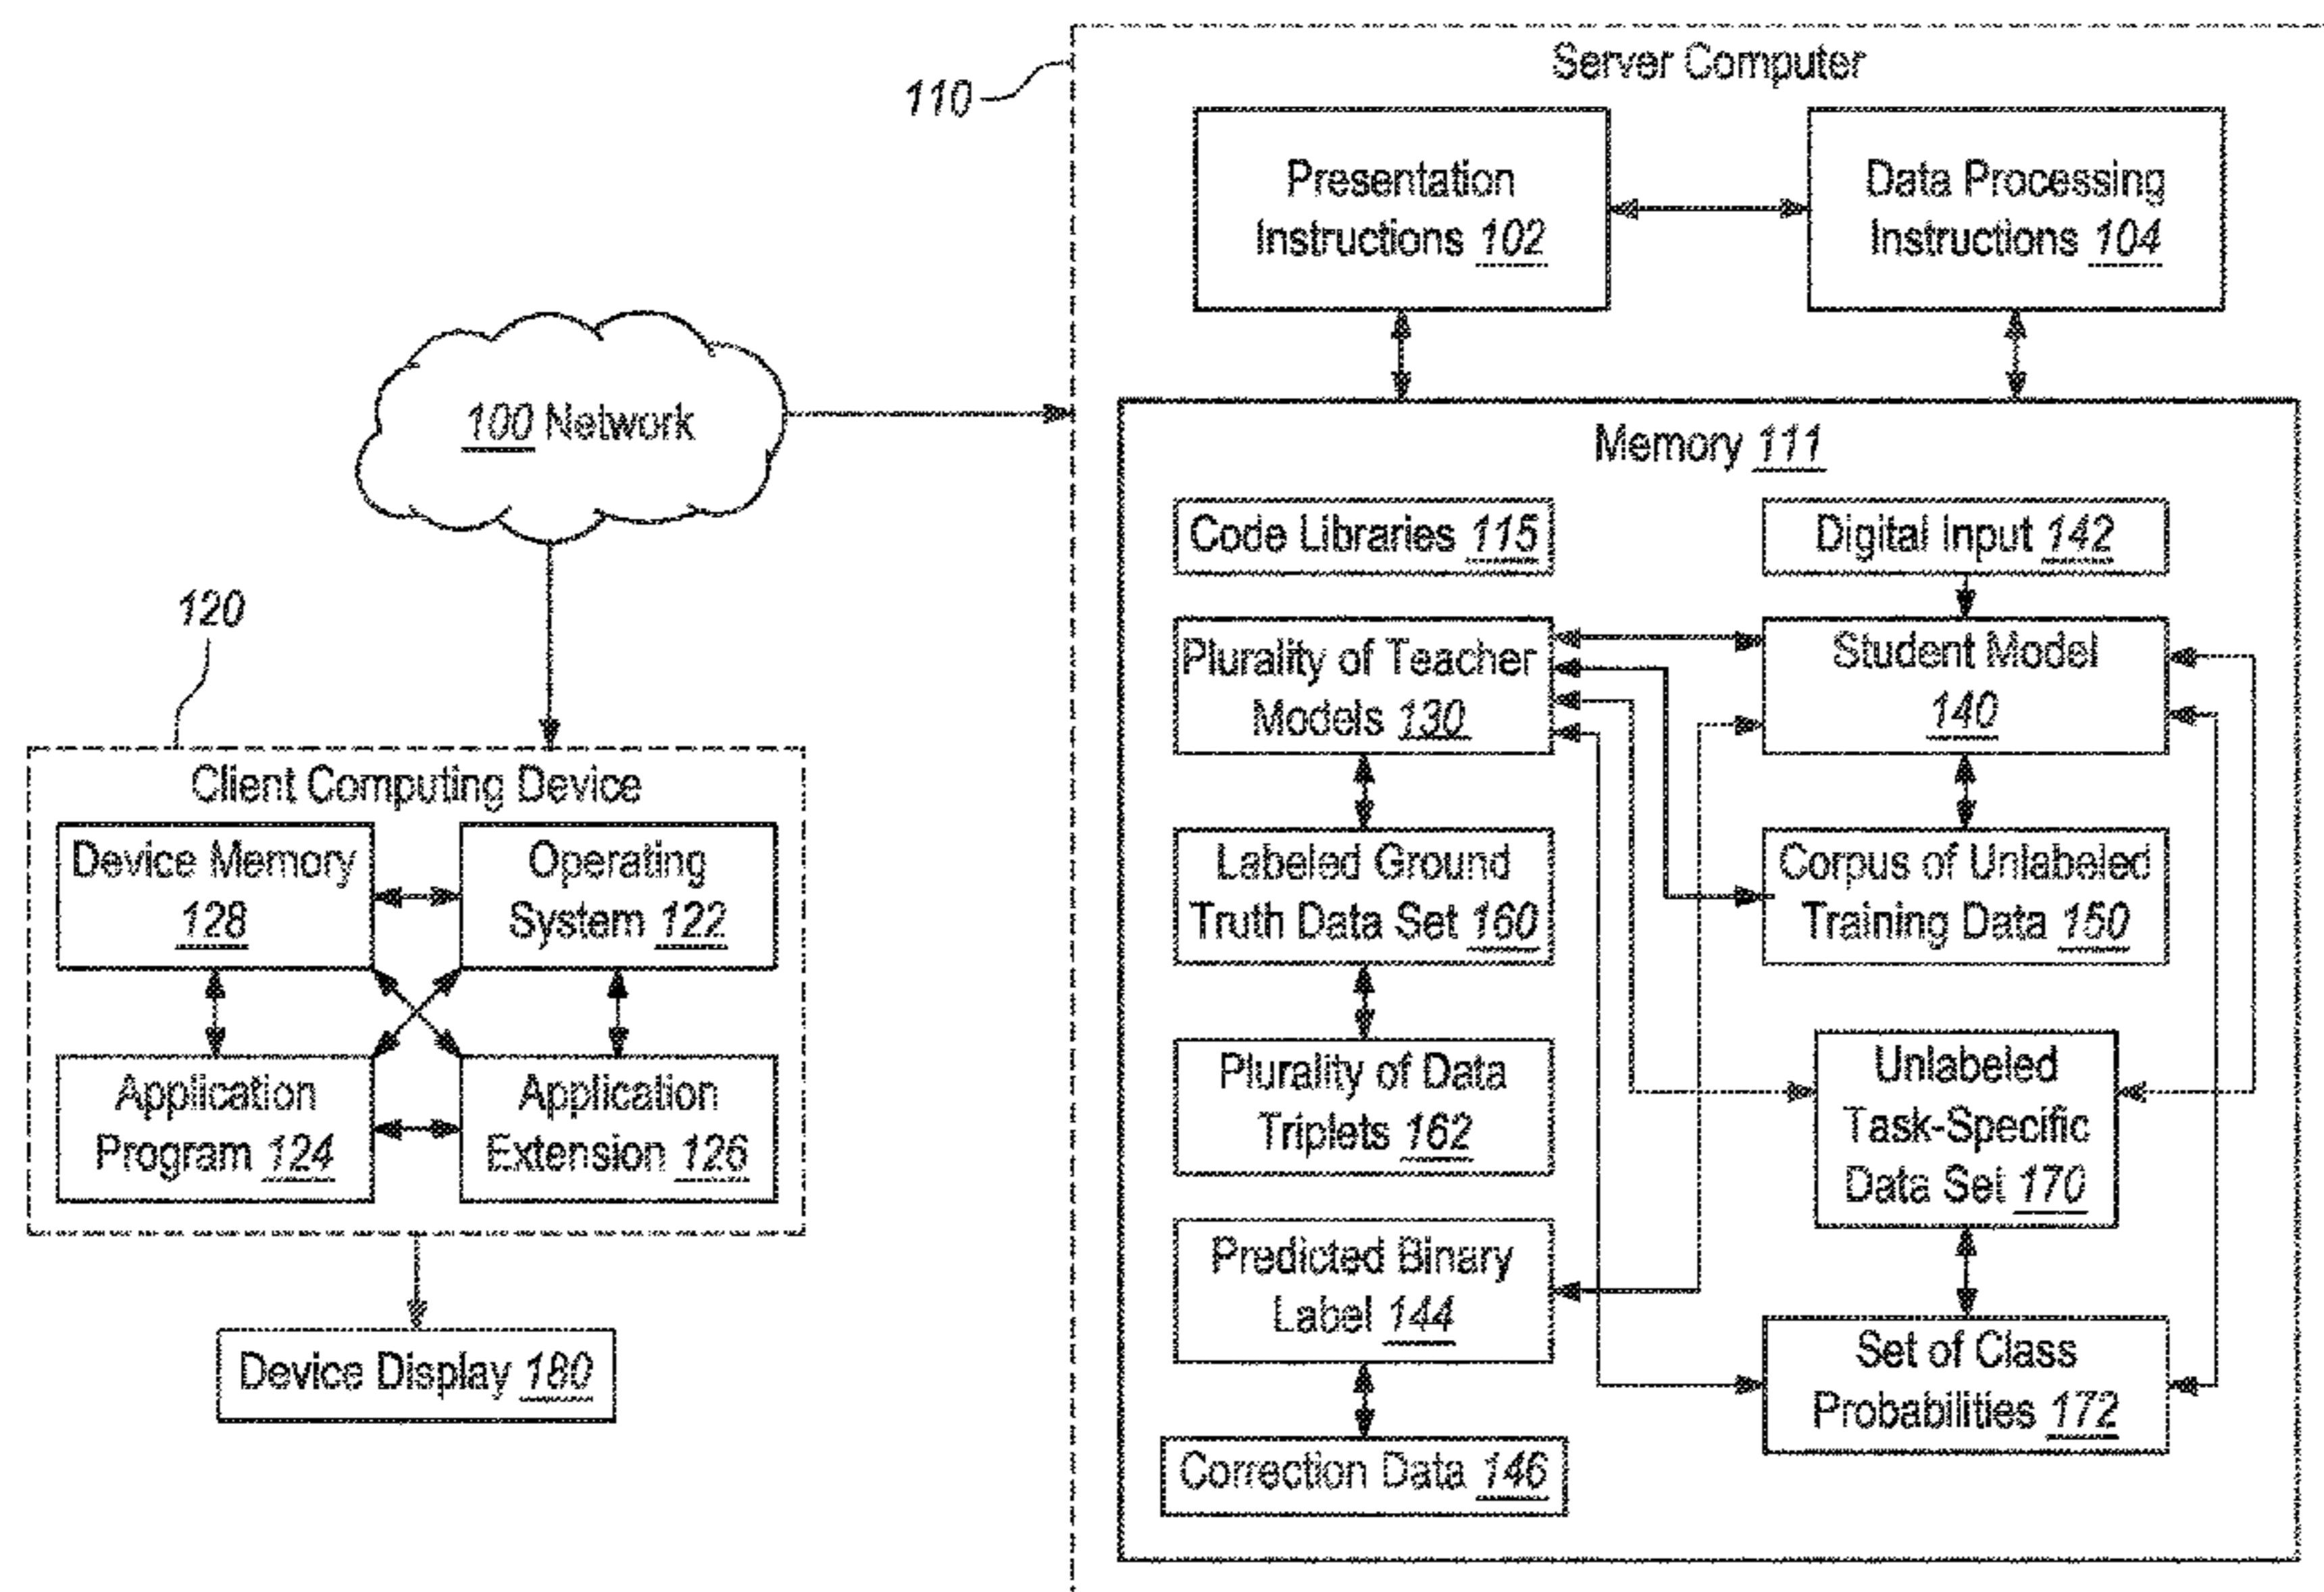 Server Computer
110
Presentation
Instructions 102
Data Processing
Instructions 104
100 Network
Memory 111
Code Libraries 115
Digital Input 142
120
Plurality of Teacher
Models 130
Student Model
140
Client Computing Device
Device Memory
128
Operating
System 122
Labeled Ground
Truth Data Set 160
Corpus of Unlabeled
Training Data 150
Application
Program 124
Application
Extension 126
Plurality of Data
Triplets 162
Unlabeled
Task-Specific
Data Set 170
Predicted Binary
Label 144
Device Display 180
Set of Class
Probabilities 172
Correction Data 146